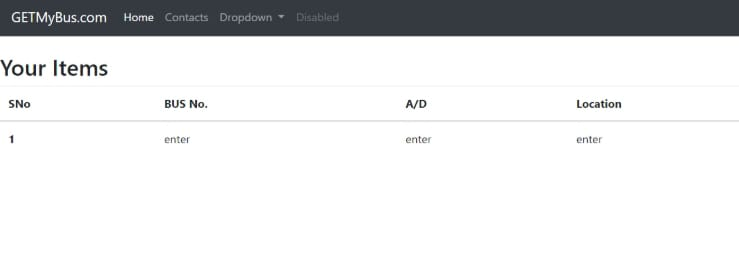 GETMyBus.com Home Contacts Dropdown Disabled
Your Items
SNo BUS No. A/D Location
1 enter enter enter